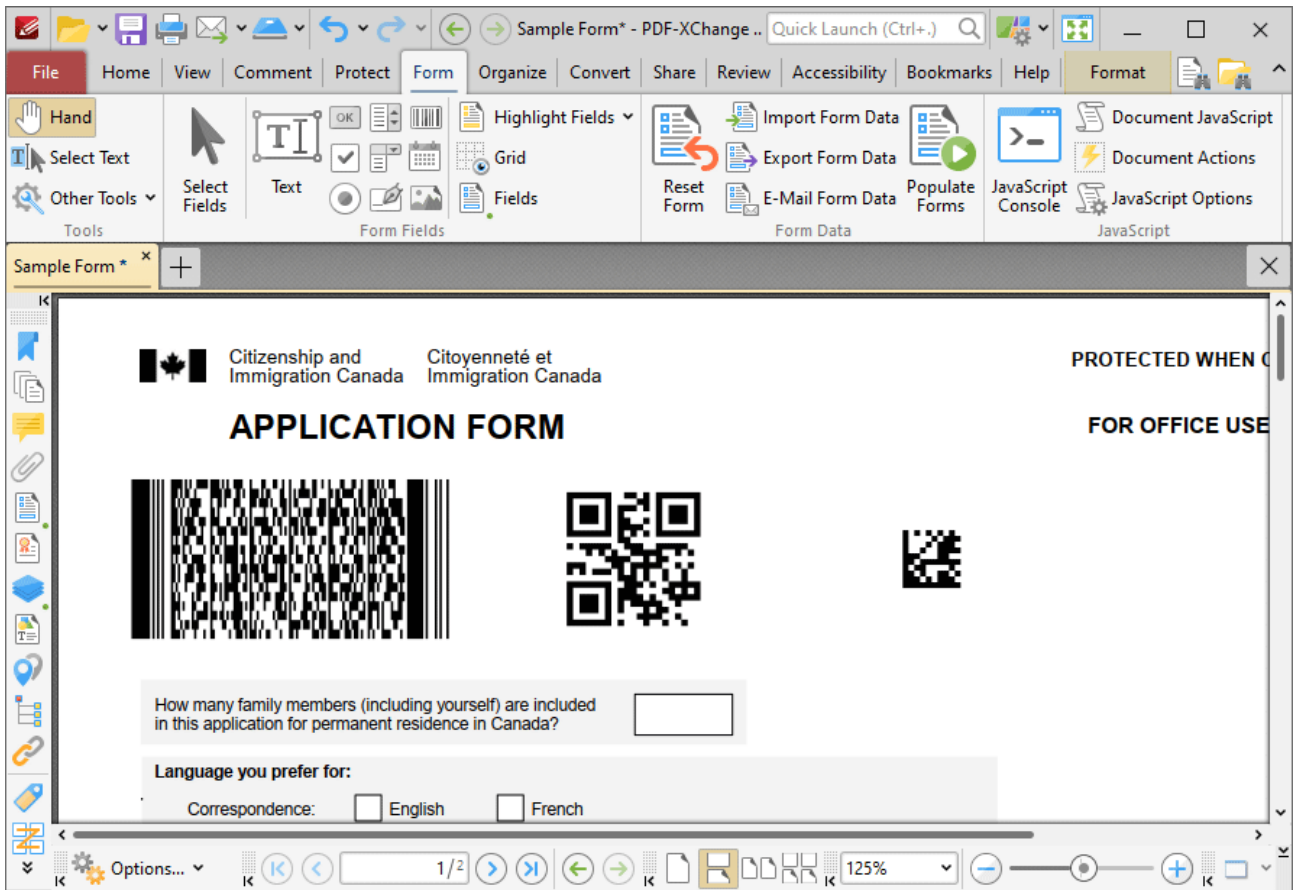 Sample Form* - PDF-XChange ..
Quick Launch (Ctrl+.)
File Home View Comment Protect Form Organize Convert Share Review Accessibility Bookmarks Help Format
Hand
Select Text
Other Tools
Tools
Select Fields
Text
OK
Highlight Fields
Grid
Fields
Form Fields
Reset Form
Import Form Data
Export Form Data
E-Mail Form Data
Populate Forms
Form Data
JavaScript Console
Document JavaScript
Document Actions
JavaScript Options
JavaScript
Sample Form *
Citizenship and
Immigration Canada
Citoyenneté et
Immigration Canada
PROTECTED WHEN
APPLICATION FORM
FOR OFFICE USE
How many family members (including yourself) are included
in this application for permanent residence in Canada?
Language you prefer for:
Correspondence: English French
Options...
1/2
125%